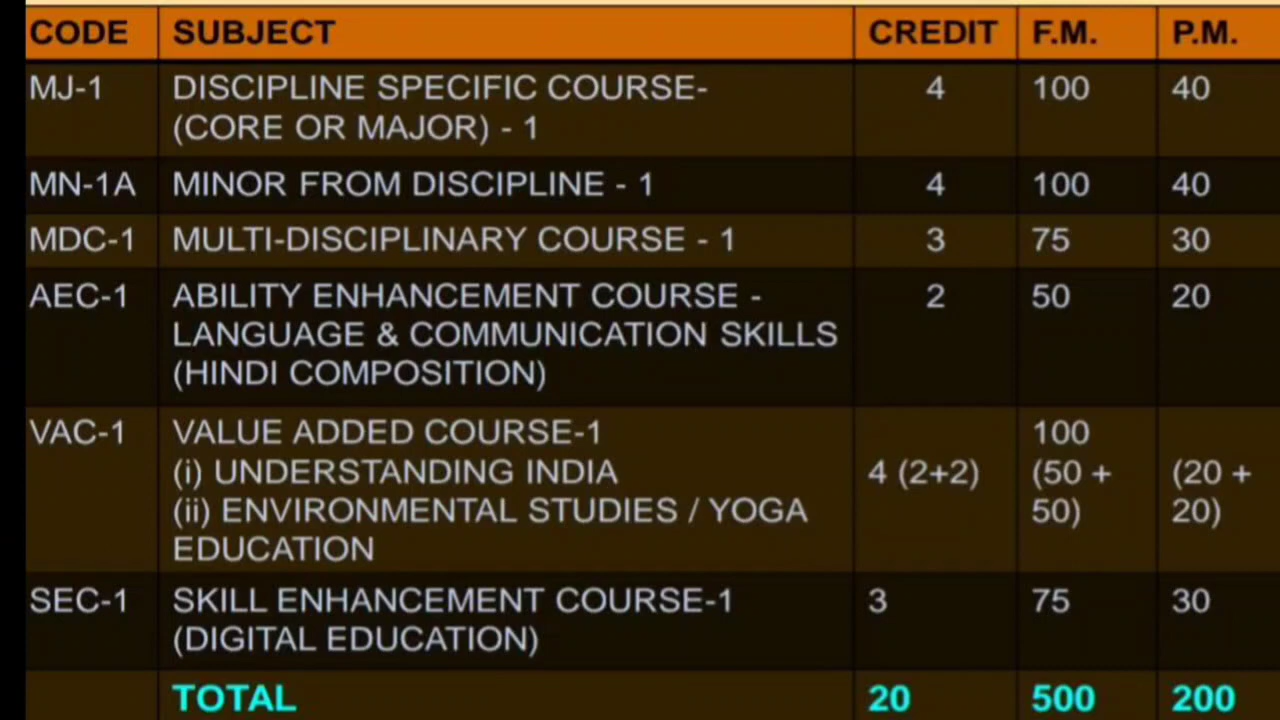 CODE SUBJECT CREDIT F.M. P.M.
MJ-1 DISCIPLINE SPECIFIC COURSE- 4 100 40
(CORE OR MAJOR) - 1
MN-1A MINOR FROM DISCIPLINE - 1 4 100 40
MDC-1 MULTI-DISCIPLINARY COURSE - 1 3 75 30
AEC-1 ABILITY ENHANCEMENT COURSE - 2 50 20
LANGUAGE & COMMUNICATION SKILLS
(HINDI COMPOSITION)
VAC-1 VALUE ADDED COURSE-1 100
(i) UNDERSTANDING INDIA 4 (2+2) (50 + (20 +
(ii) ENVIRONMENTAL STUDIES / YOGA 50) 20)
EDUCATION
SEC-1 SKILL ENHANCEMENT COURSE-1 3 75 30
(DIGITAL EDUCATION)
TOTAL 20 500 200